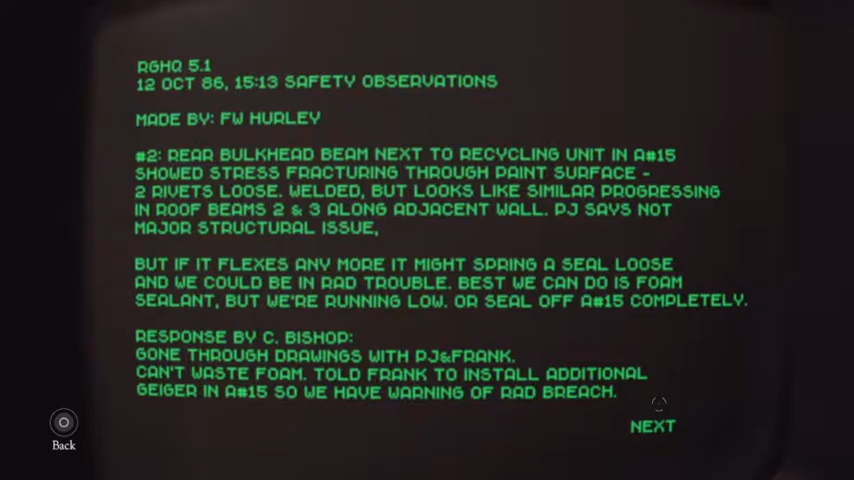 RGHQ 5.1
12 OCT 86, 15:13 SAFETY OBSERVATIONS
MADE BY: FW HURLEY
#2: REAR BULKHEAD BEAM NEXT TO RECYCLING UNIT IN A#15
SHOWED STRESS FRACTURING THROUGH PAINT SURFACE -
2 RIVETS LOOSE. WELDED, BUT LOOKS LIKE SIMILAR PROGRESSING
IN ROOF BEAMS 2 & 3 ALONG ADJACENT WALL. PJ SAYS NOT
MAJOR STRUCTURAL ISSUE,
BUT IF IT FLEXES ANY MORE IT MIGHT SPRING A SEAL LOOSE
AND WE COULD BE IN RAD TROUBLE. BEST WE CAN DO IS FOAM
SEALANT, BUT WE'RE RUNNING LOW. OR SEAL OFF A#15 COMPLETELY.
RESPONSE BY C. BISHOP:
GONE THROUGH DRAWINGS WITH PJ&FRANK.
CAN'T WASTE FOAM. TOLD FRANK TO INSTALL ADDITIONAL
GEIGER IN A#15 SO WE HAVE WARNING OF RAD BREACH.
NEXT
Back